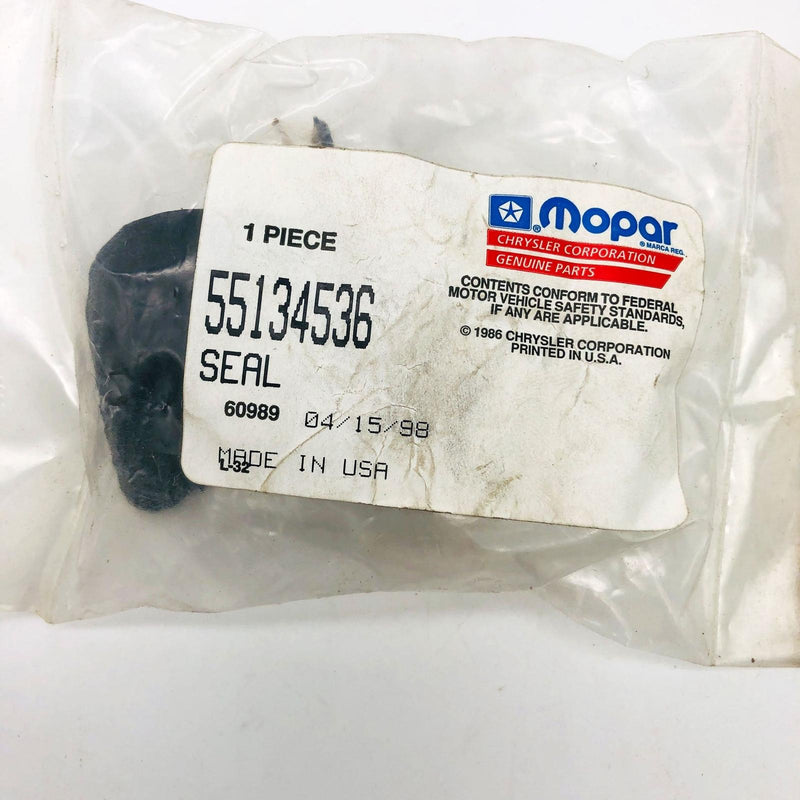 1 PIECE
55134536
SEAL
60989 04/15/98
MADE IN USA
L-32
® Mopar
® MARCA REG.
CHRYSLER CORPORATION
GENUINE PARTS
CONTENTS CONFORM TO FEDERAL
MOTOR VEHICLE SAFETY STANDARDS,
IF ANY ARE APPLICABLE.
© 1986 CHRYSLER CORPORATION
PRINTED IN U.S.A.